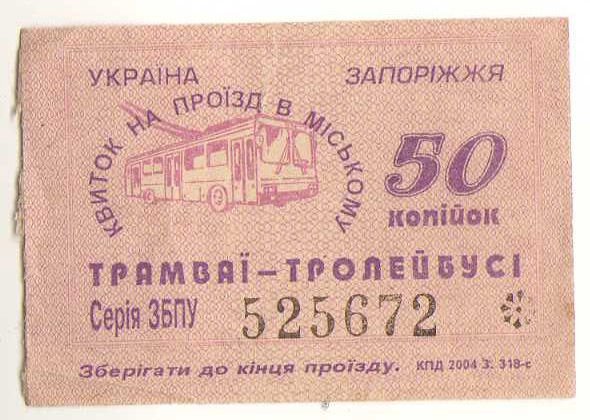 УКРАЇНА
ЗАПОРІЖЖЯ
КВИТОК НА ПРОЇЗД В МІСЬКОМУ
50
копійок
ТРАМВАЇ–ТРОЛЕЙБУСІ
Серія ЗБПУ 525672
Зберігати до кінця проїзду. КПД 2004 З. 318-с